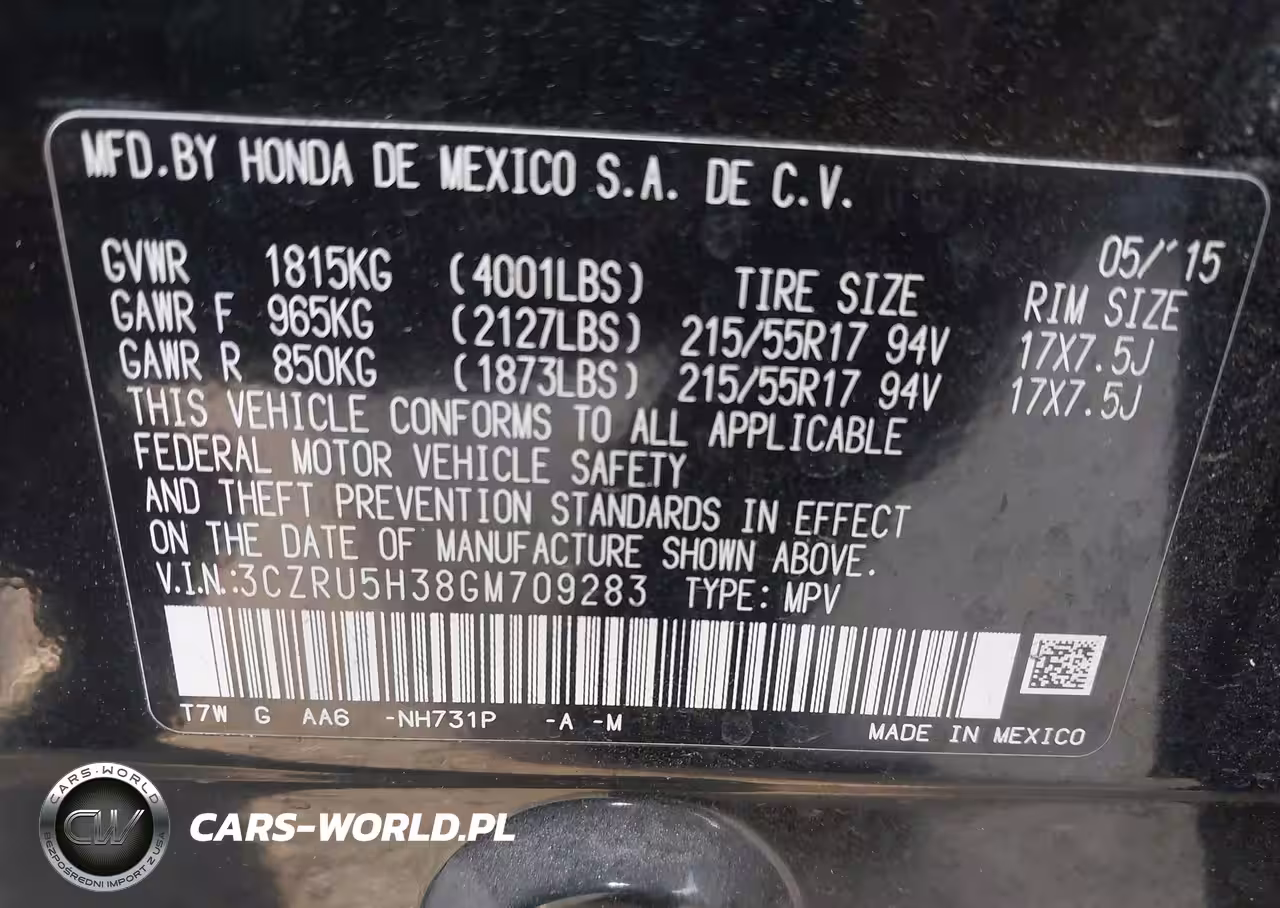 MFD.BY HONDA DE MEXICO S.A. DE C.V.
05/'15
GVWR 1815KG (4001LBS) TIRE SIZE RIM SIZE
GAWR F 965KG (2127LBS) 215/55R17 94V 17X7.5J
GAWR R 850KG (1873LBS) 215/55R17 94V 17X7.5J
THIS VEHICLE CONFORMS TO ALL APPLICABLE
FEDERAL MOTOR VEHICLE SAFETY
AND THEFT PREVENTION STANDARDS IN EFFECT
ON THE DATE OF MANUFACTURE SHOWN ABOVE.
V.I.N.:3CZRU5H38GM709283 TYPE: MPV
T7W G AA6 -NH731P -A -M MADE IN MEXICO
CARS-WORLD
CW
BEZPOŚREDNI IMPORT Z USA
CARS-WORLD.PL